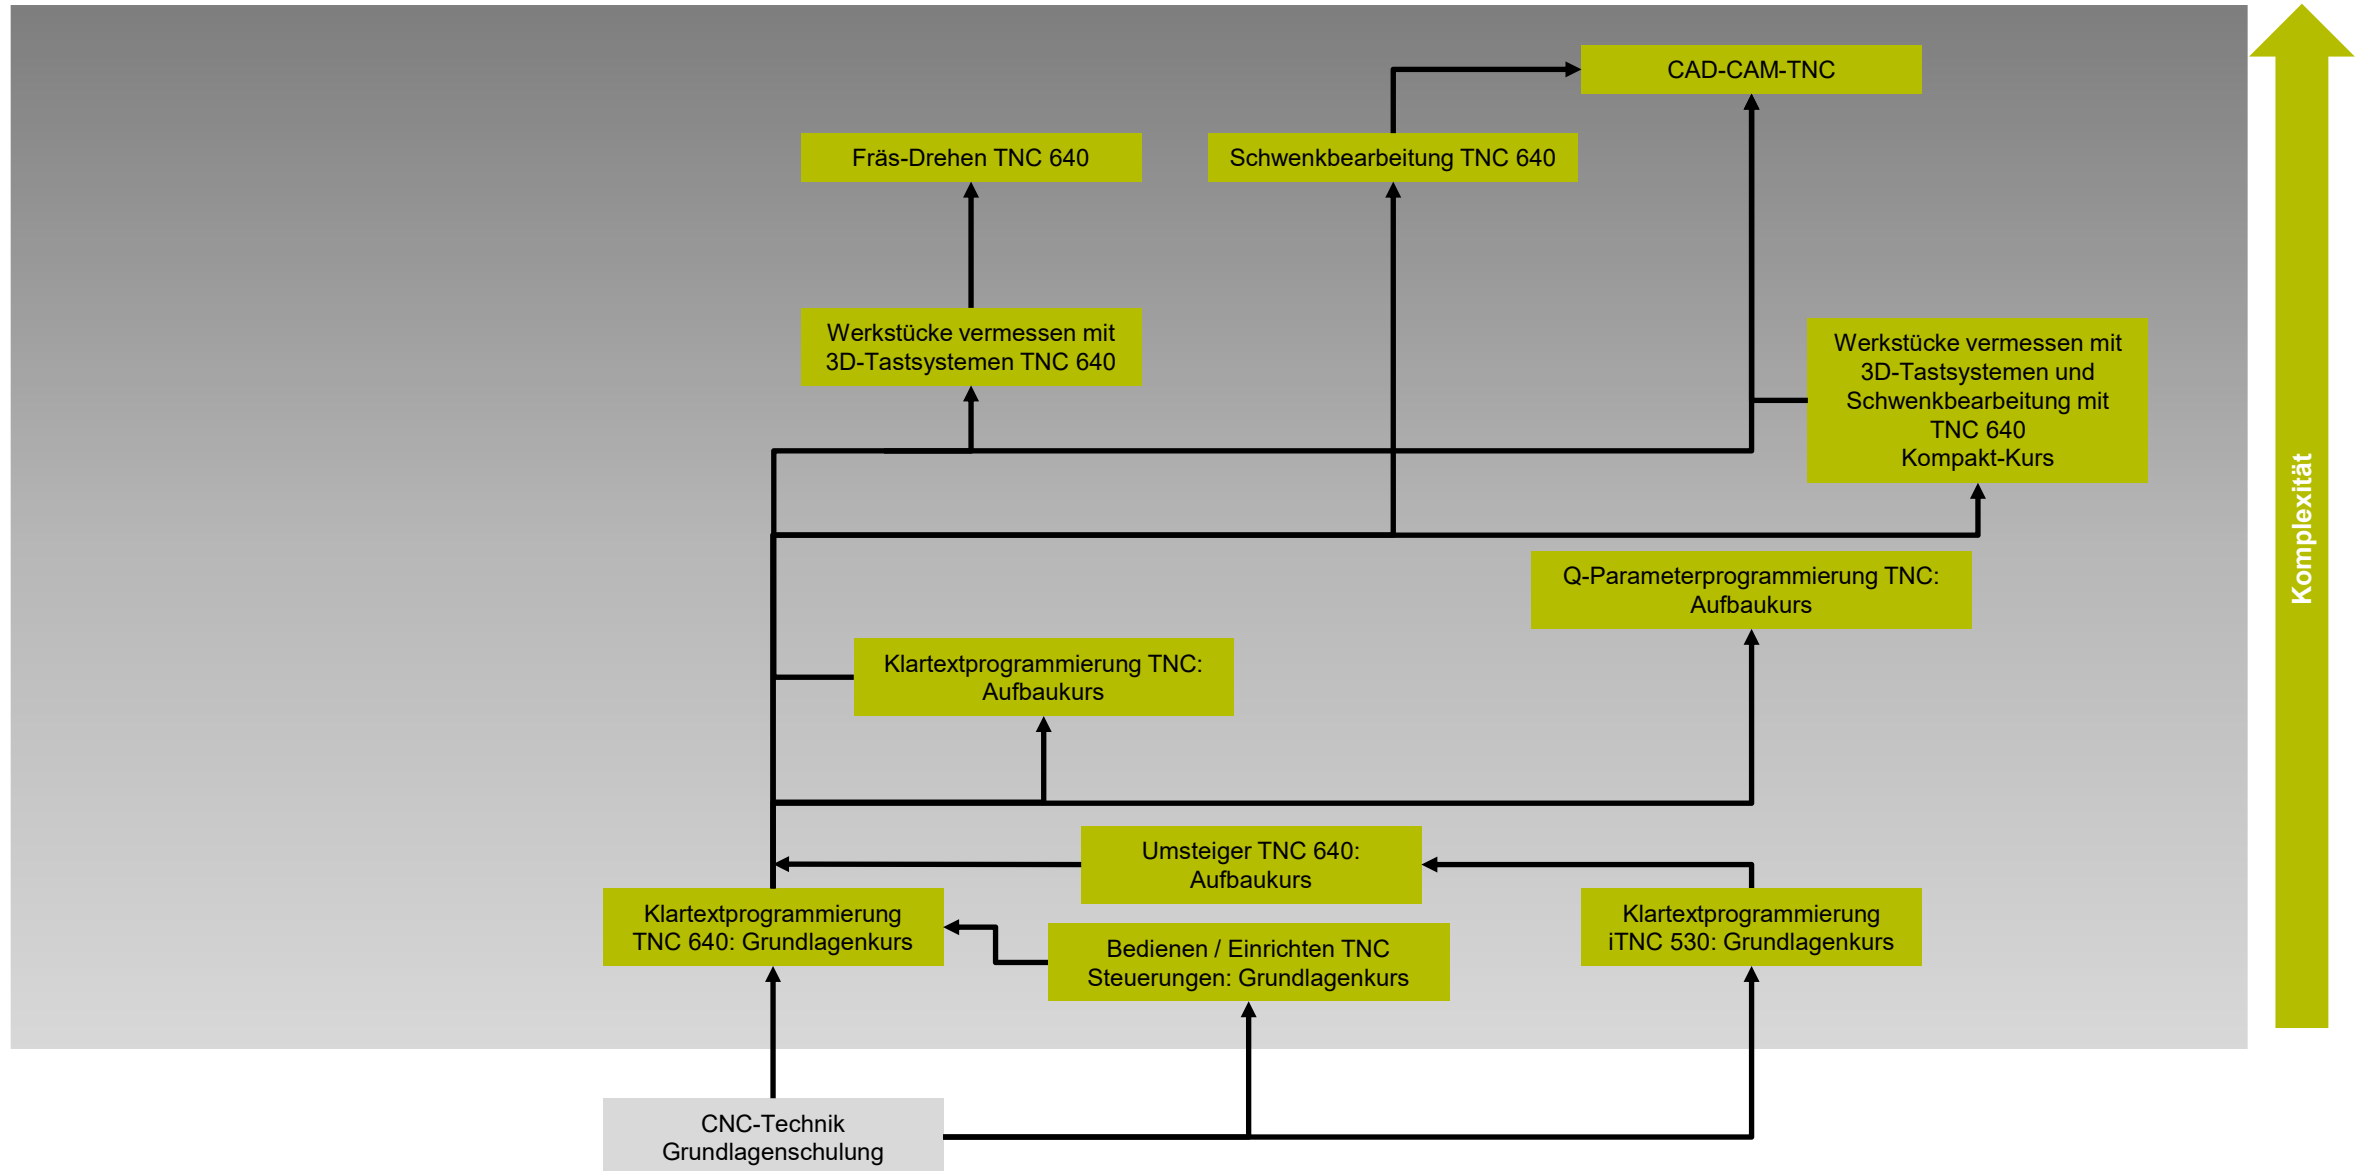 CAD-CAM-TNC
Fräs-Drehen TNC 640
Schwenkbearbeitung TNC 640
Werkstücke vermessen mit
3D-Tastsystemen TNC 640
Werkstücke vermessen mit
3D-Tastsystemen und
Schwenkbearbeitung mit
TNC 640
Kompakt-Kurs
Komplexität
Q-Parameterprogrammierung TNC:
Aufbaukurs
Klartextprogrammierung TNC:
Aufbaukurs
Umsteiger TNC 640:
Aufbaukurs
Klartextprogrammierung
TNC 640: Grundlagenkurs
Bedienen / Einrichten TNC
Steuerungen: Grundlagenkurs
Klartextprogrammierung
iTNC 530: Grundlagenkurs
CNC-Technik
Grundlagenschulung